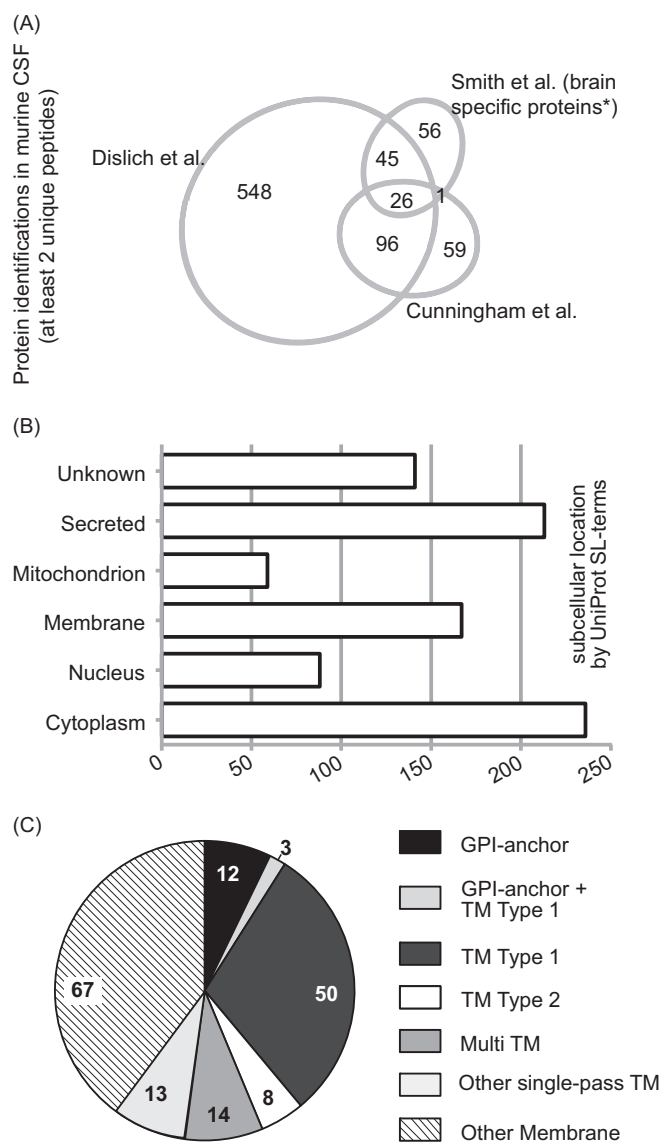 (A)
Protein identifications in murine CSF
(at least 2 unique peptides)
Dislich et al.
Smith et al. (brain
specific proteins*)
548
45
56
26
1
96
59
Cunningham et al.
(B)
Unknown
Secreted
Mitochondrion
Membrane
Nucleus
Cytoplasm
0
50
100
150
200
250
subcellular location
by UniProt SL-terms
(C)
12
3
50
8
14
13
67
GPI-anchor
GPI-anchor +
TM Type 1
TM Type 1
TM Type 2
Multi TM
Other single-pass TM
Other Membrane